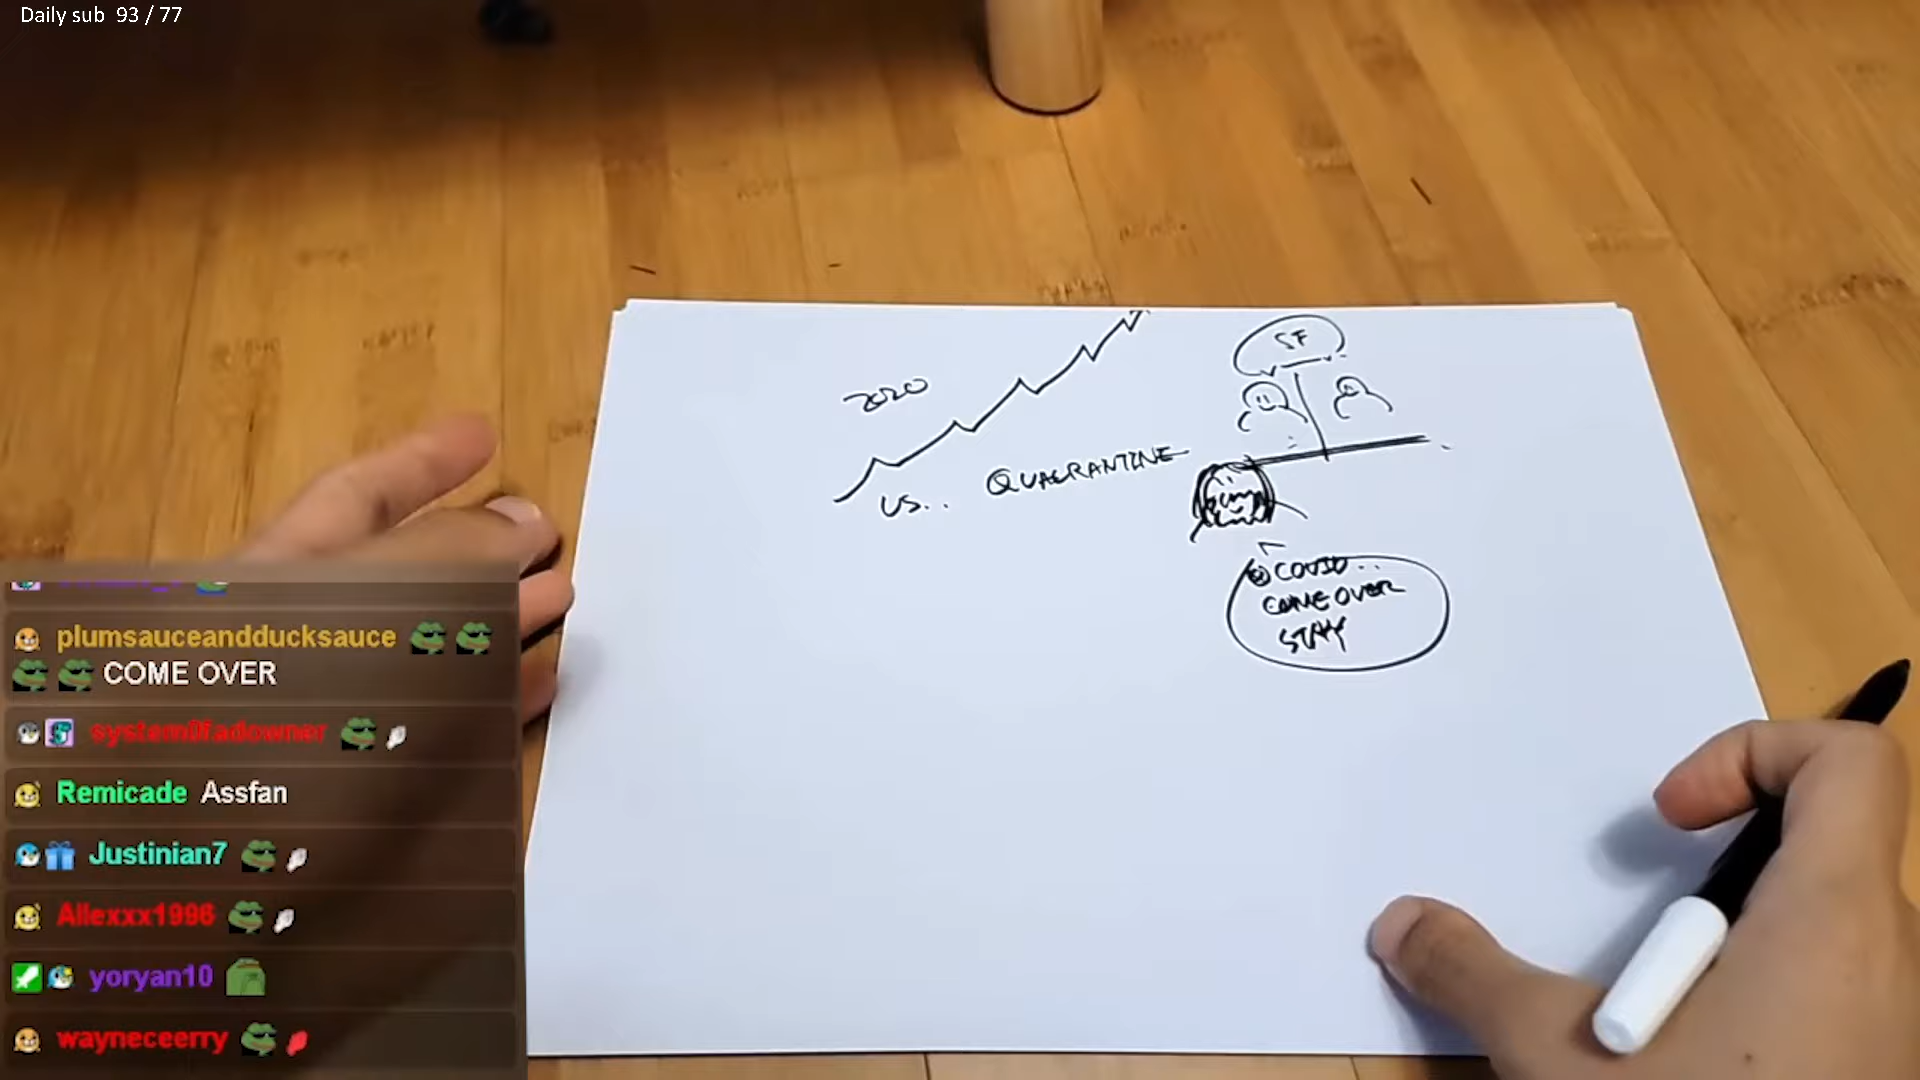 Daily sub 93 / 77
2020
US.. QUARANTINE
SF
COVID..
COME OVER
STAY
plumsauceandducksauce
COME OVER
system0fadowner
Remicade Assfan
Justinian7
Allexxx1996
yoryan10
wayneceerry